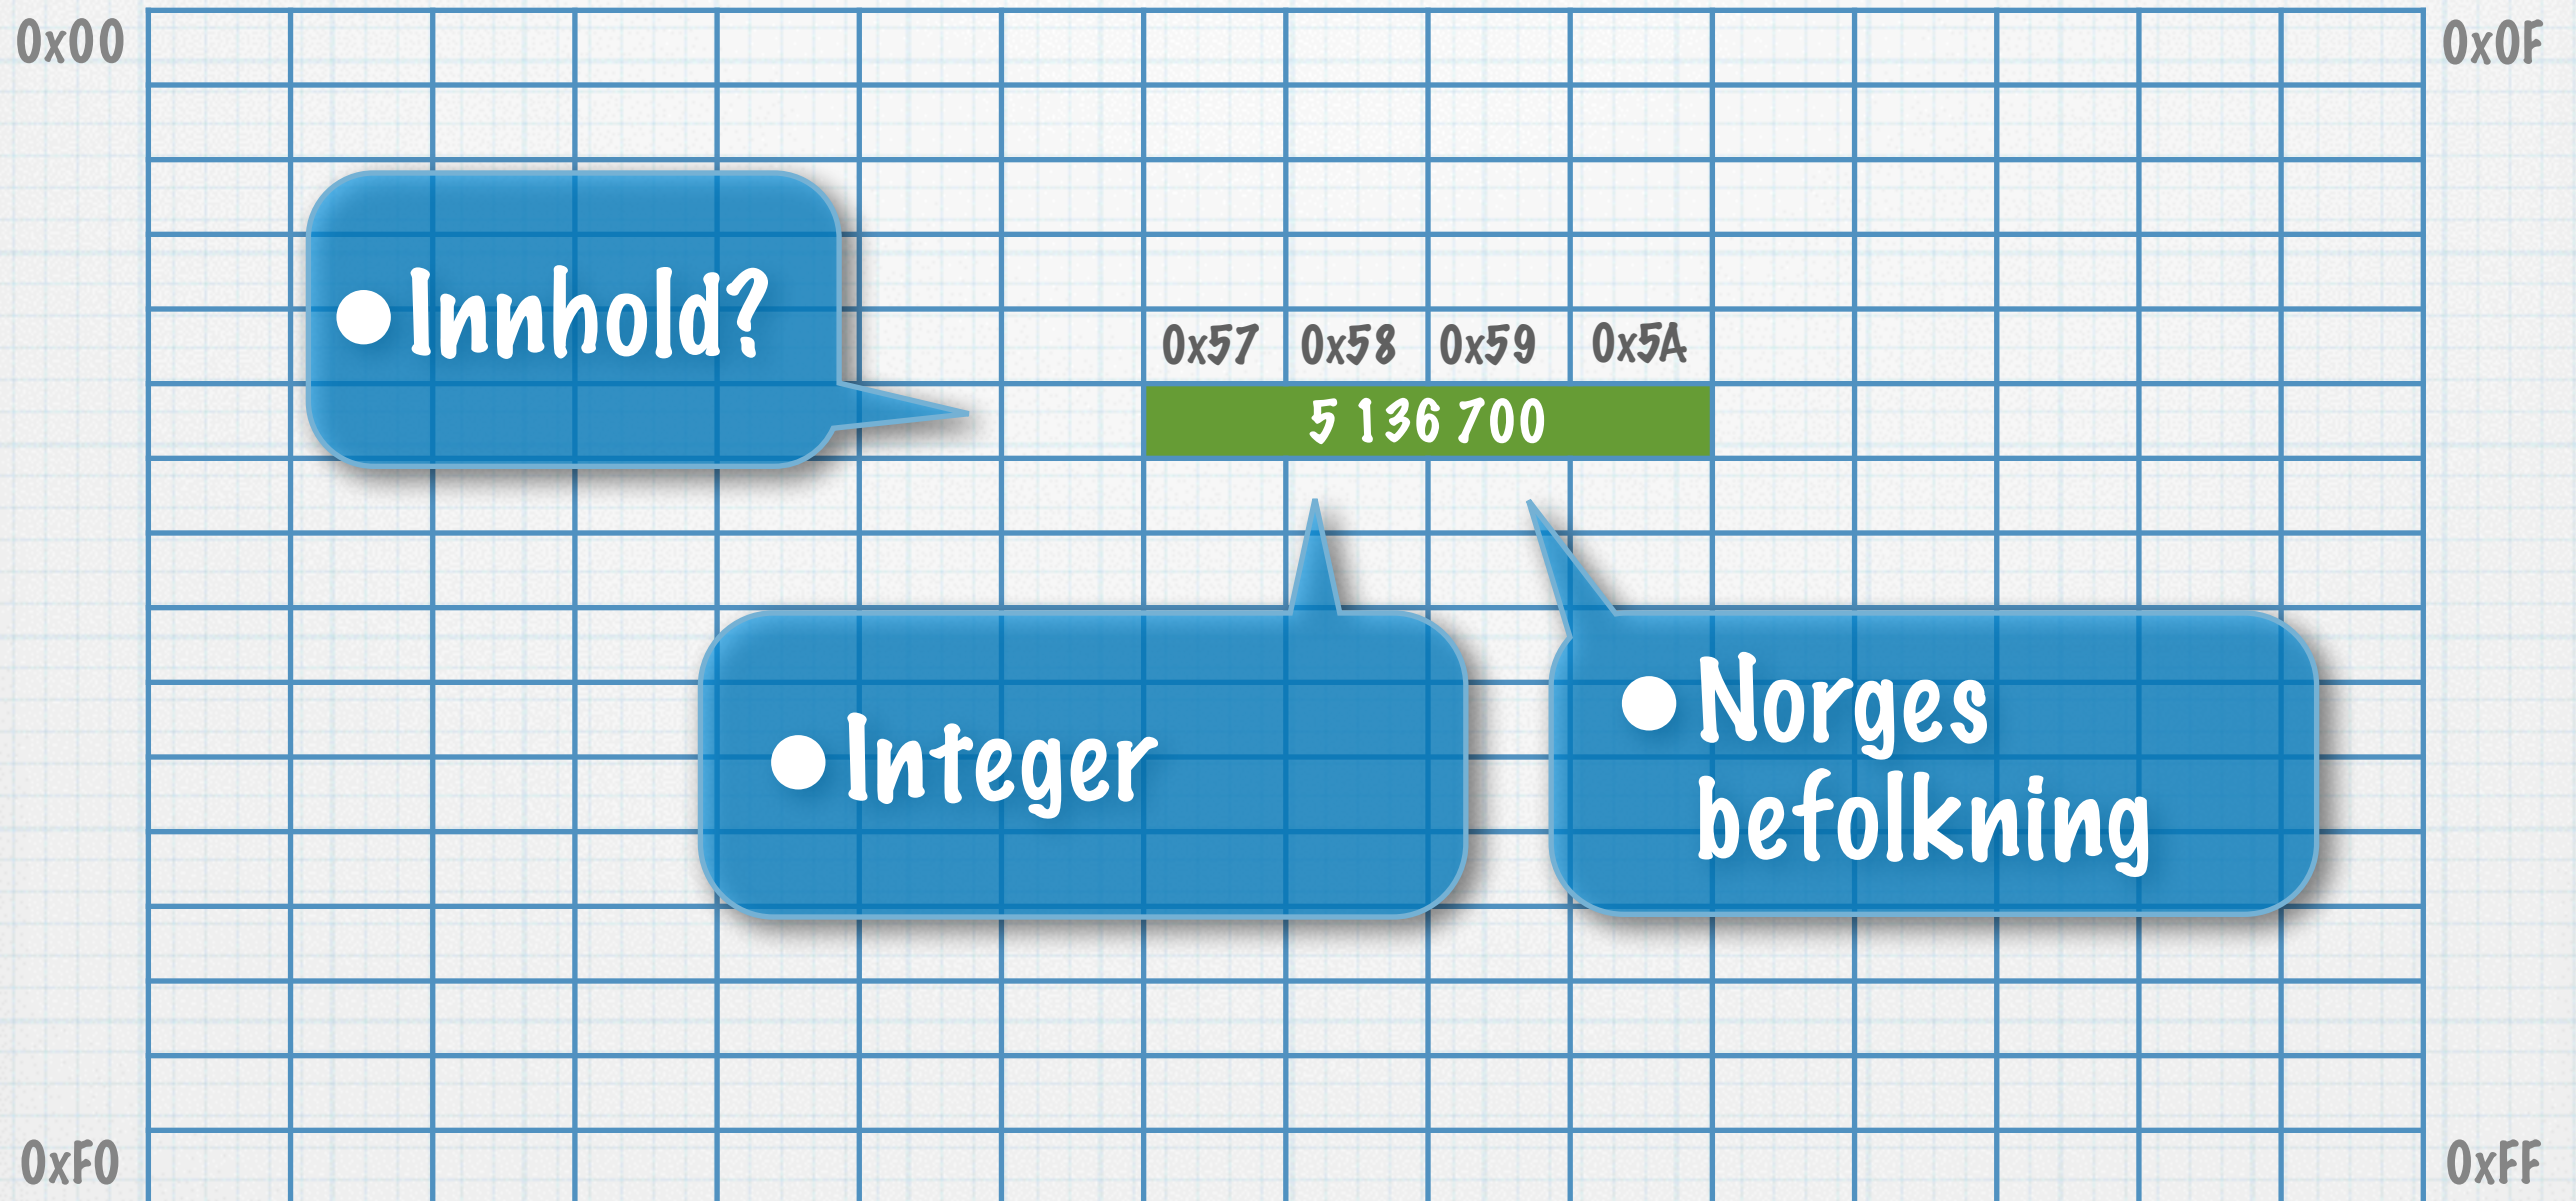 0x00
0x0F
• Innhold?
0x57 0x58 0x59 0x5A
5 136 700
• Integer
• Norges
befolkning
0xF0
0xFF